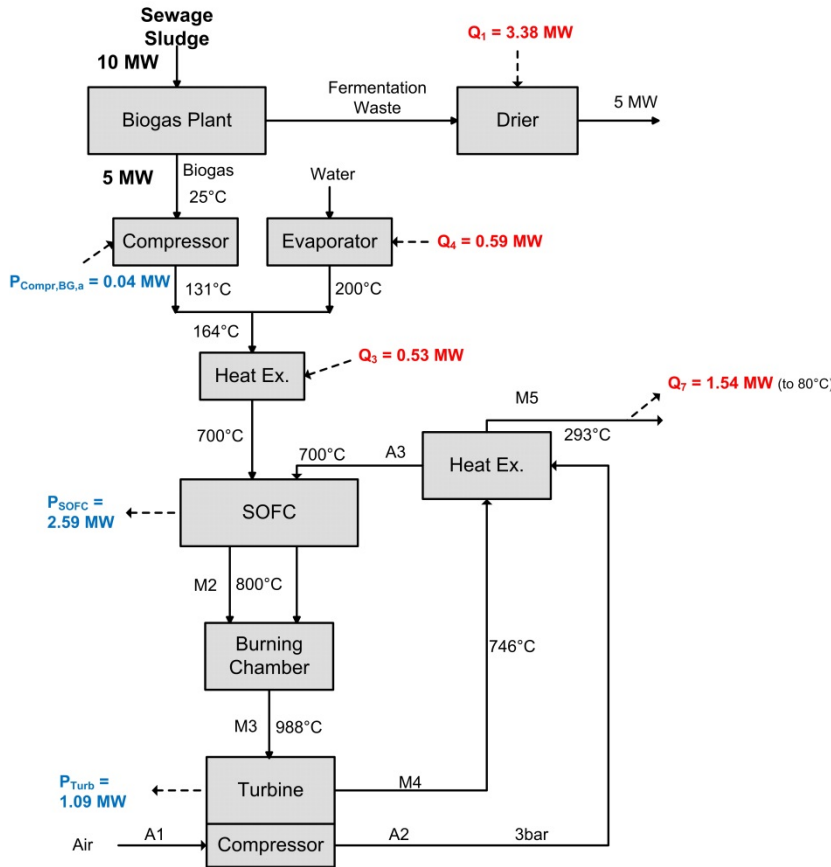 Sewage
Sludge
10 MW
Q1 = 3.38 MW
Biogas Plant
Fermentation
Waste
Drier
5 MW
5 MW
Biogas
25°C
Water
Compressor
Evaporator
Q4 = 0.59 MW
PCompr,BG,a = 0.04 MW
131°C
200°C
164°C
Heat Ex.
Q3 = 0.53 MW
Q7 = 1.54 MW (to 80°C)
M5
293°C
700°C
700°C
A3
Heat Ex.
PSOFC =
2.59 MW
SOFC
M2
800°C
746°C
Burning
Chamber
M3
988°C
PTurb =
1.09 MW
Turbine
M4
Air
A1
Compressor
A2
3bar